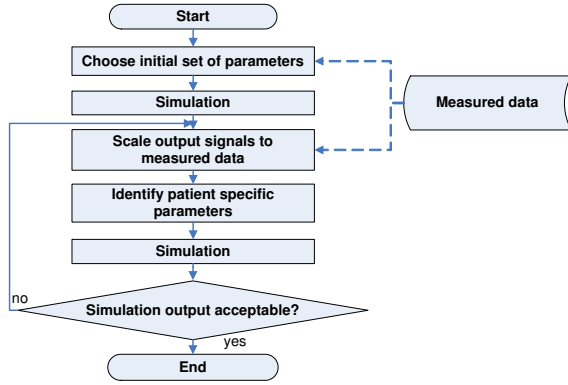 Start
Choose initial set of parameters
Measured data
Simulation
Scale output signals to
measured data
Identify patient specific
parameters
Simulation
no
Simulation output acceptable?
yes
End